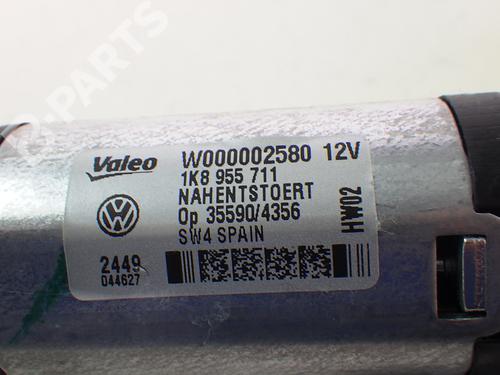 B-PARTS
Valeo
W000002580 12V
1K8 955 711
NAHENTSTOERT
Op 35590/4356
SW4 SPAIN
HW02
2449
044627